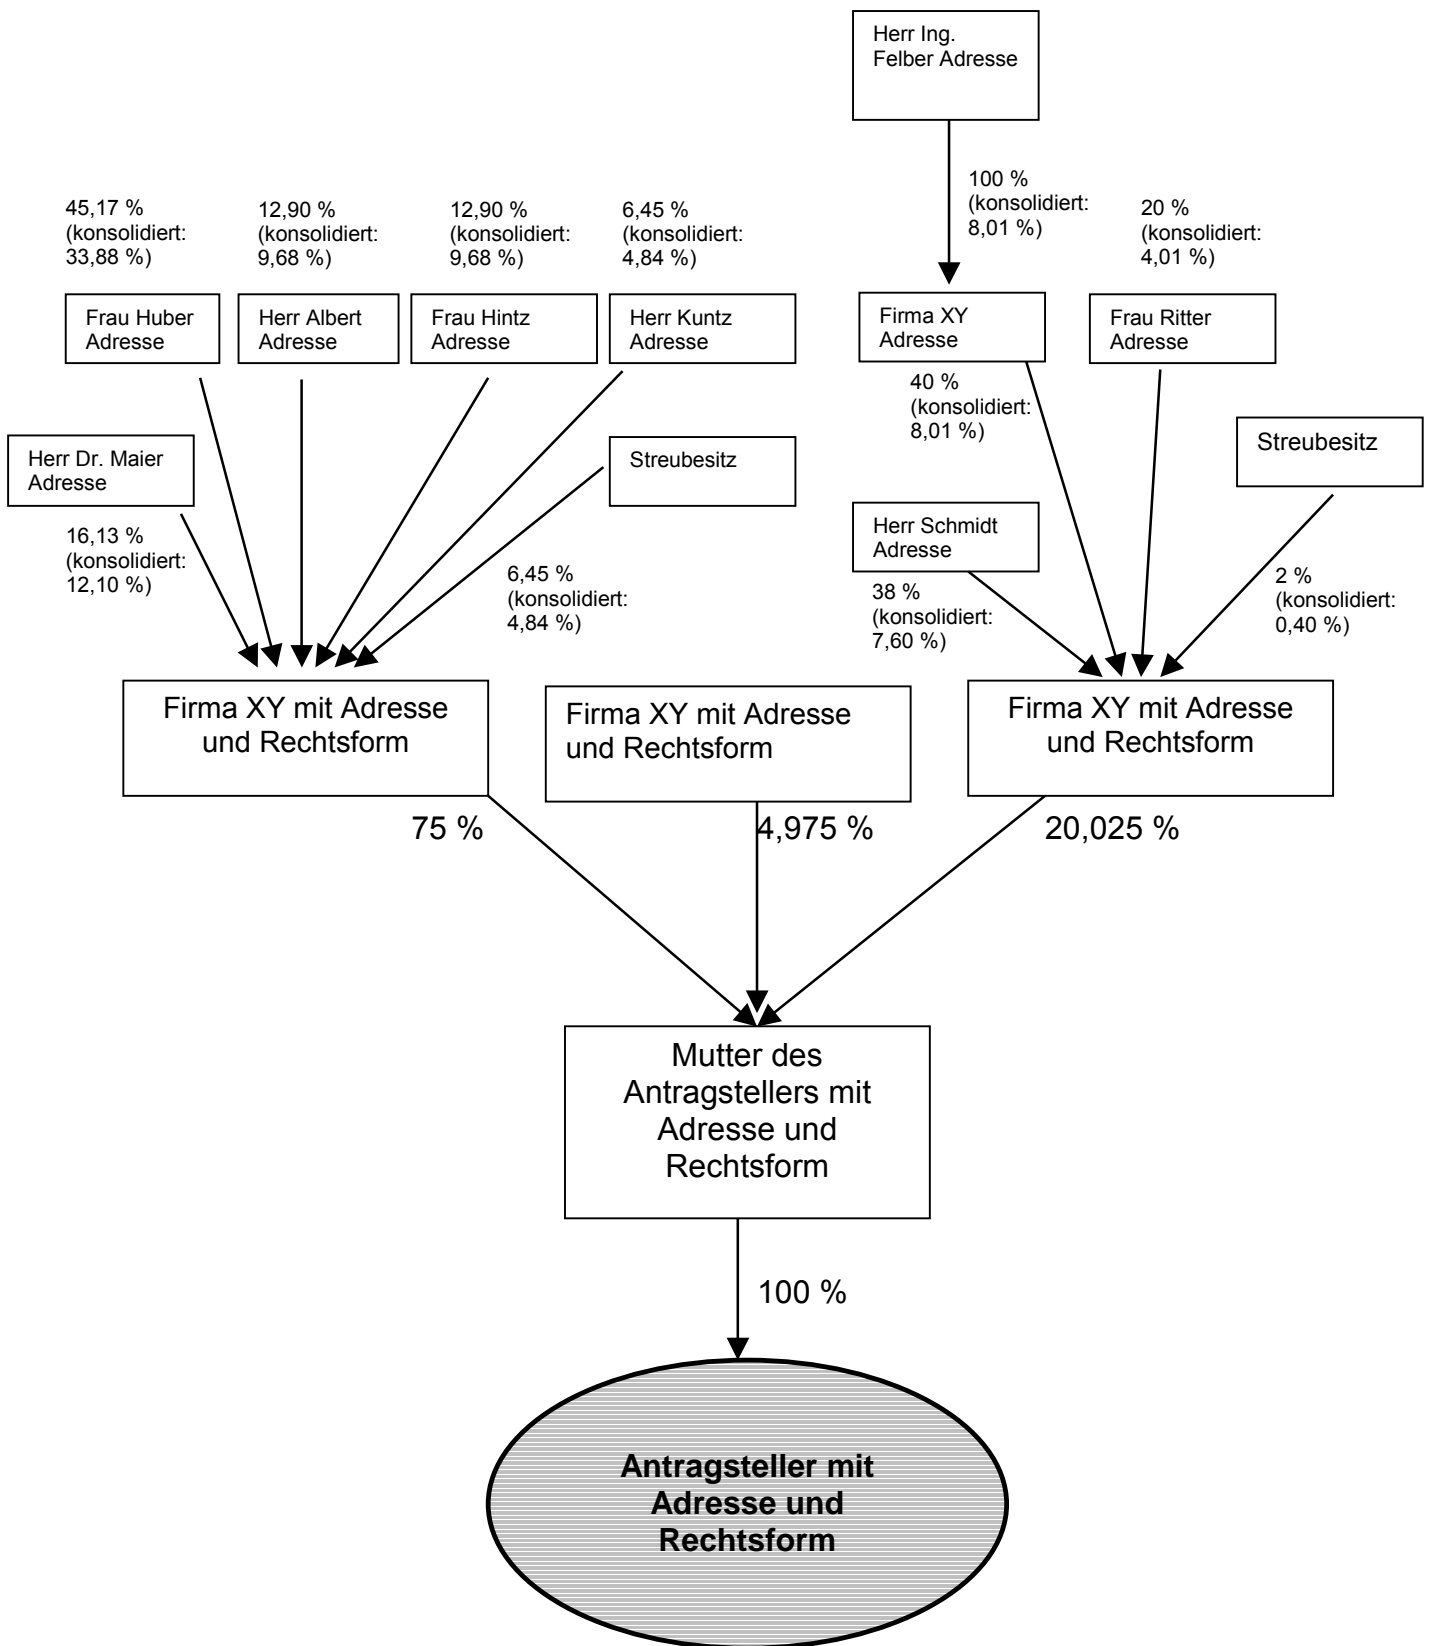 Herr Ing.
Felber Adresse
100 %
(konsolidiert:
8,01 %)
45,17 %
(konsolidiert:
33,88 %)
12,90 %
(konsolidiert:
9,68 %)
12,90 %
(konsolidiert:
9,68 %)
6,45 %
(konsolidiert:
4,84 %)
20 %
(konsolidiert:
4,01 %)
Frau Huber
Adresse
Herr Albert
Adresse
Frau Hintz
Adresse
Herr Kuntz
Adresse
Firma XY
Adresse
Frau Ritter
Adresse
40 %
(konsolidiert:
8,01 %)
Herr Dr. Maier
Adresse
Streubesitz
Streubesitz
16,13 %
(konsolidiert:
12,10 %)
6,45 %
(konsolidiert:
4,84 %)
Herr Schmidt
Adresse
38 %
(konsolidiert:
7,60 %)
2 %
(konsolidiert:
0,40 %)
Firma XY mit Adresse
und Rechtsform
Firma XY mit Adresse
und Rechtsform
Firma XY mit Adresse
und Rechtsform
75 %
4,975 %
20,025 %
Mutter des
Antragstellers mit
Adresse und
Rechtsform
100 %
Antragsteller mit
Adresse und
Rechtsform